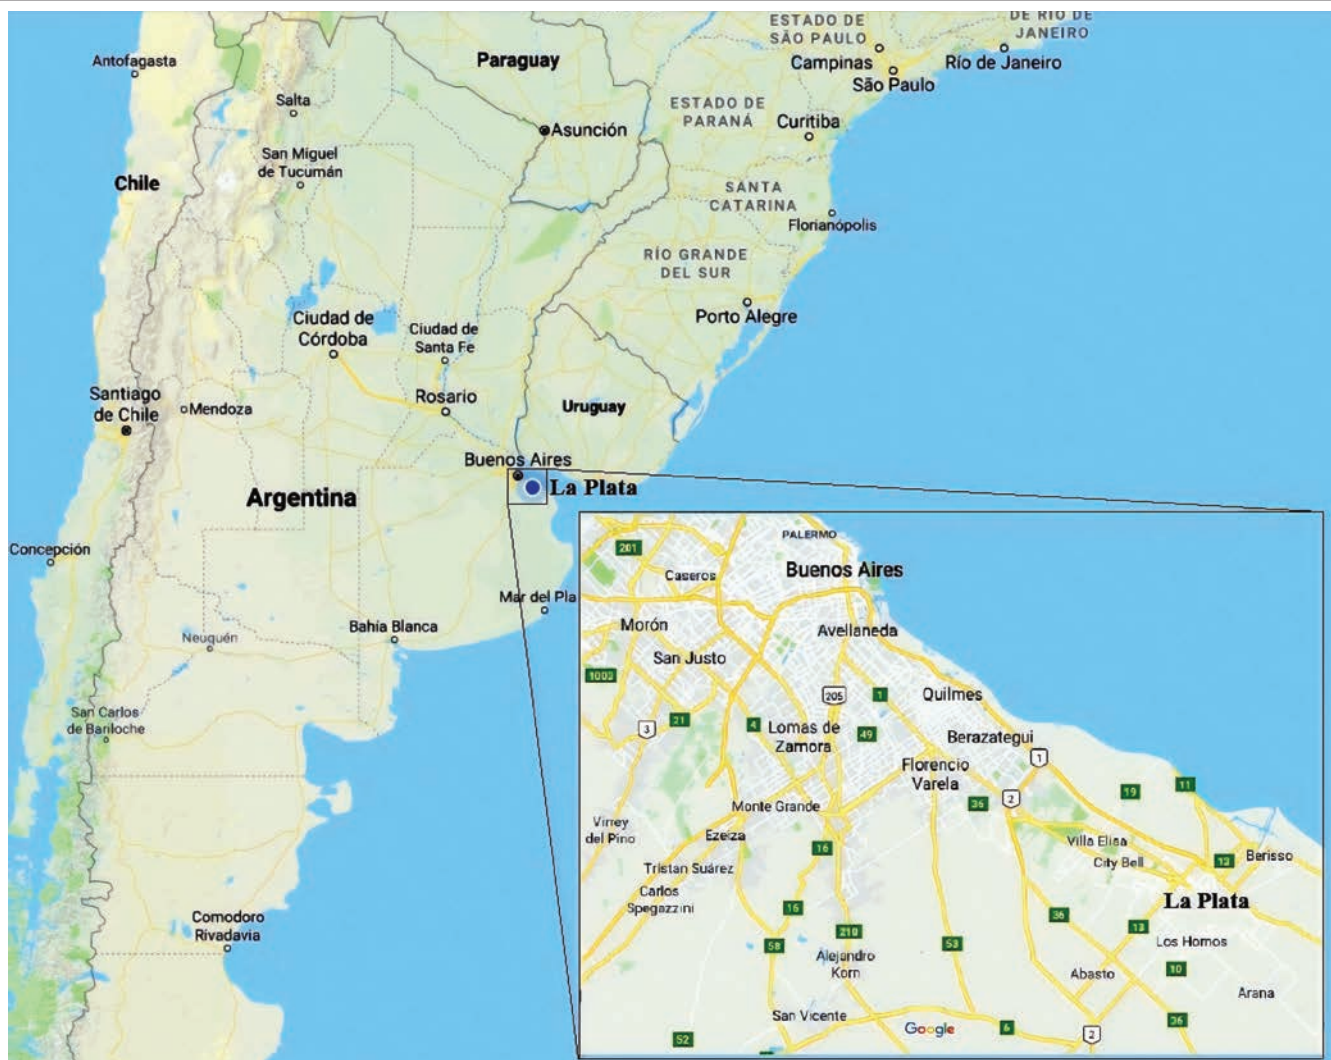 ESTADO DE
SÃO PAULO
DE RIO DE
JANEIRO
Antofagasta
Paraguay
Campinas
Río de Janeiro
São Paulo
Salta
ESTADO DE
PARANÁ
Asunción
Curitiba
San Miguel
de Tucumán
Chile
SANTA
CATARINA
Florianópolis
RÍO GRANDE
DEL SUR
Ciudad de
Córdoba
Ciudad de
Santa Fe
Porto Alegre
Santiago
de Chile
Mendoza
Rosario
Uruguay
Buenos Aires
La Plata
Argentina
Concepción
Mar del Pla
Bahía Blanca
Neuquén
San Carlos
de Bariloche
Comodoro
Rivadavia
PALERMO
201
Caseros
Buenos Aires
Morón
Avellaneda
San Justo
1003
205
1
Quilmes
3
21
4
Lomas de
Zamora
49
Berazategui
1
Florencio
Varela
2
36
19
11
Monte Grande
Virrey
del Pino
Ezeiza
16
Villa Elisa
City Bell
13
Berisso
Tristan Suárez
Carlos
Spegazzini
La Plata
16
36
13
58
210
53
Los Hornos
Alejandro
Korn
Abasto
10
Arana
San Vicente
Google
6
36
2
52